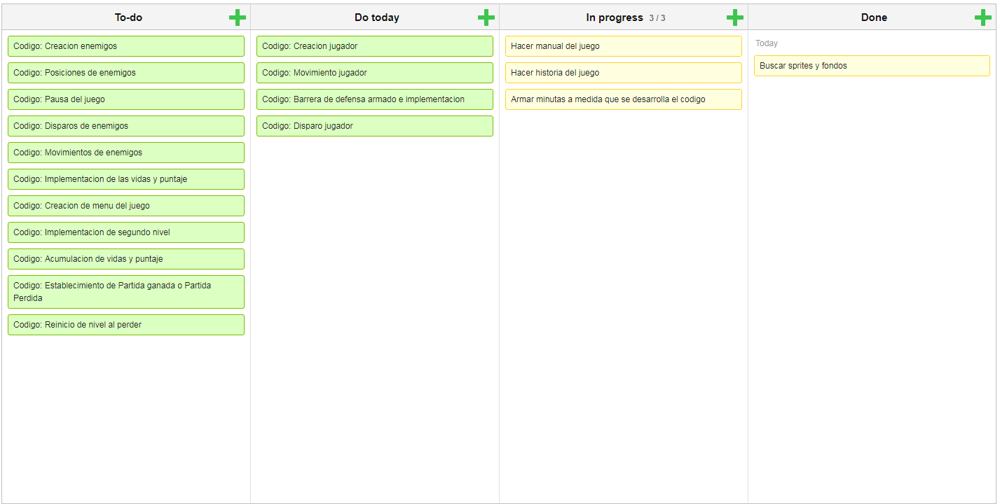 To-do
Codigo: Creacion enemigos
Codigo: Posiciones de enemigos
Codigo: Pausa del juego
Codigo: Disparos de enemigos
Codigo: Movimientos de enemigos
Codigo: Implementacion de las vidas y puntaje
Codigo: Creacion de menu del juego
Codigo: Implementacion de segundo nivel
Codigo: Acumulacion de vidas y puntaje
Codigo: Establecimiento de Partida ganada o Partida
Perdida
Codigo: Reinicio de nivel al perder
Do today
Codigo: Creacion jugador
Codigo: Movimiento jugador
Codigo: Barrera de defensa armado e implementacion
Codigo: Disparo jugador
In progress 3 / 3
Hacer manual del juego
Hacer historia del juego
Armar minutas a medida que se desarrolla el codigo
Done
Today
Buscar sprites y fondos